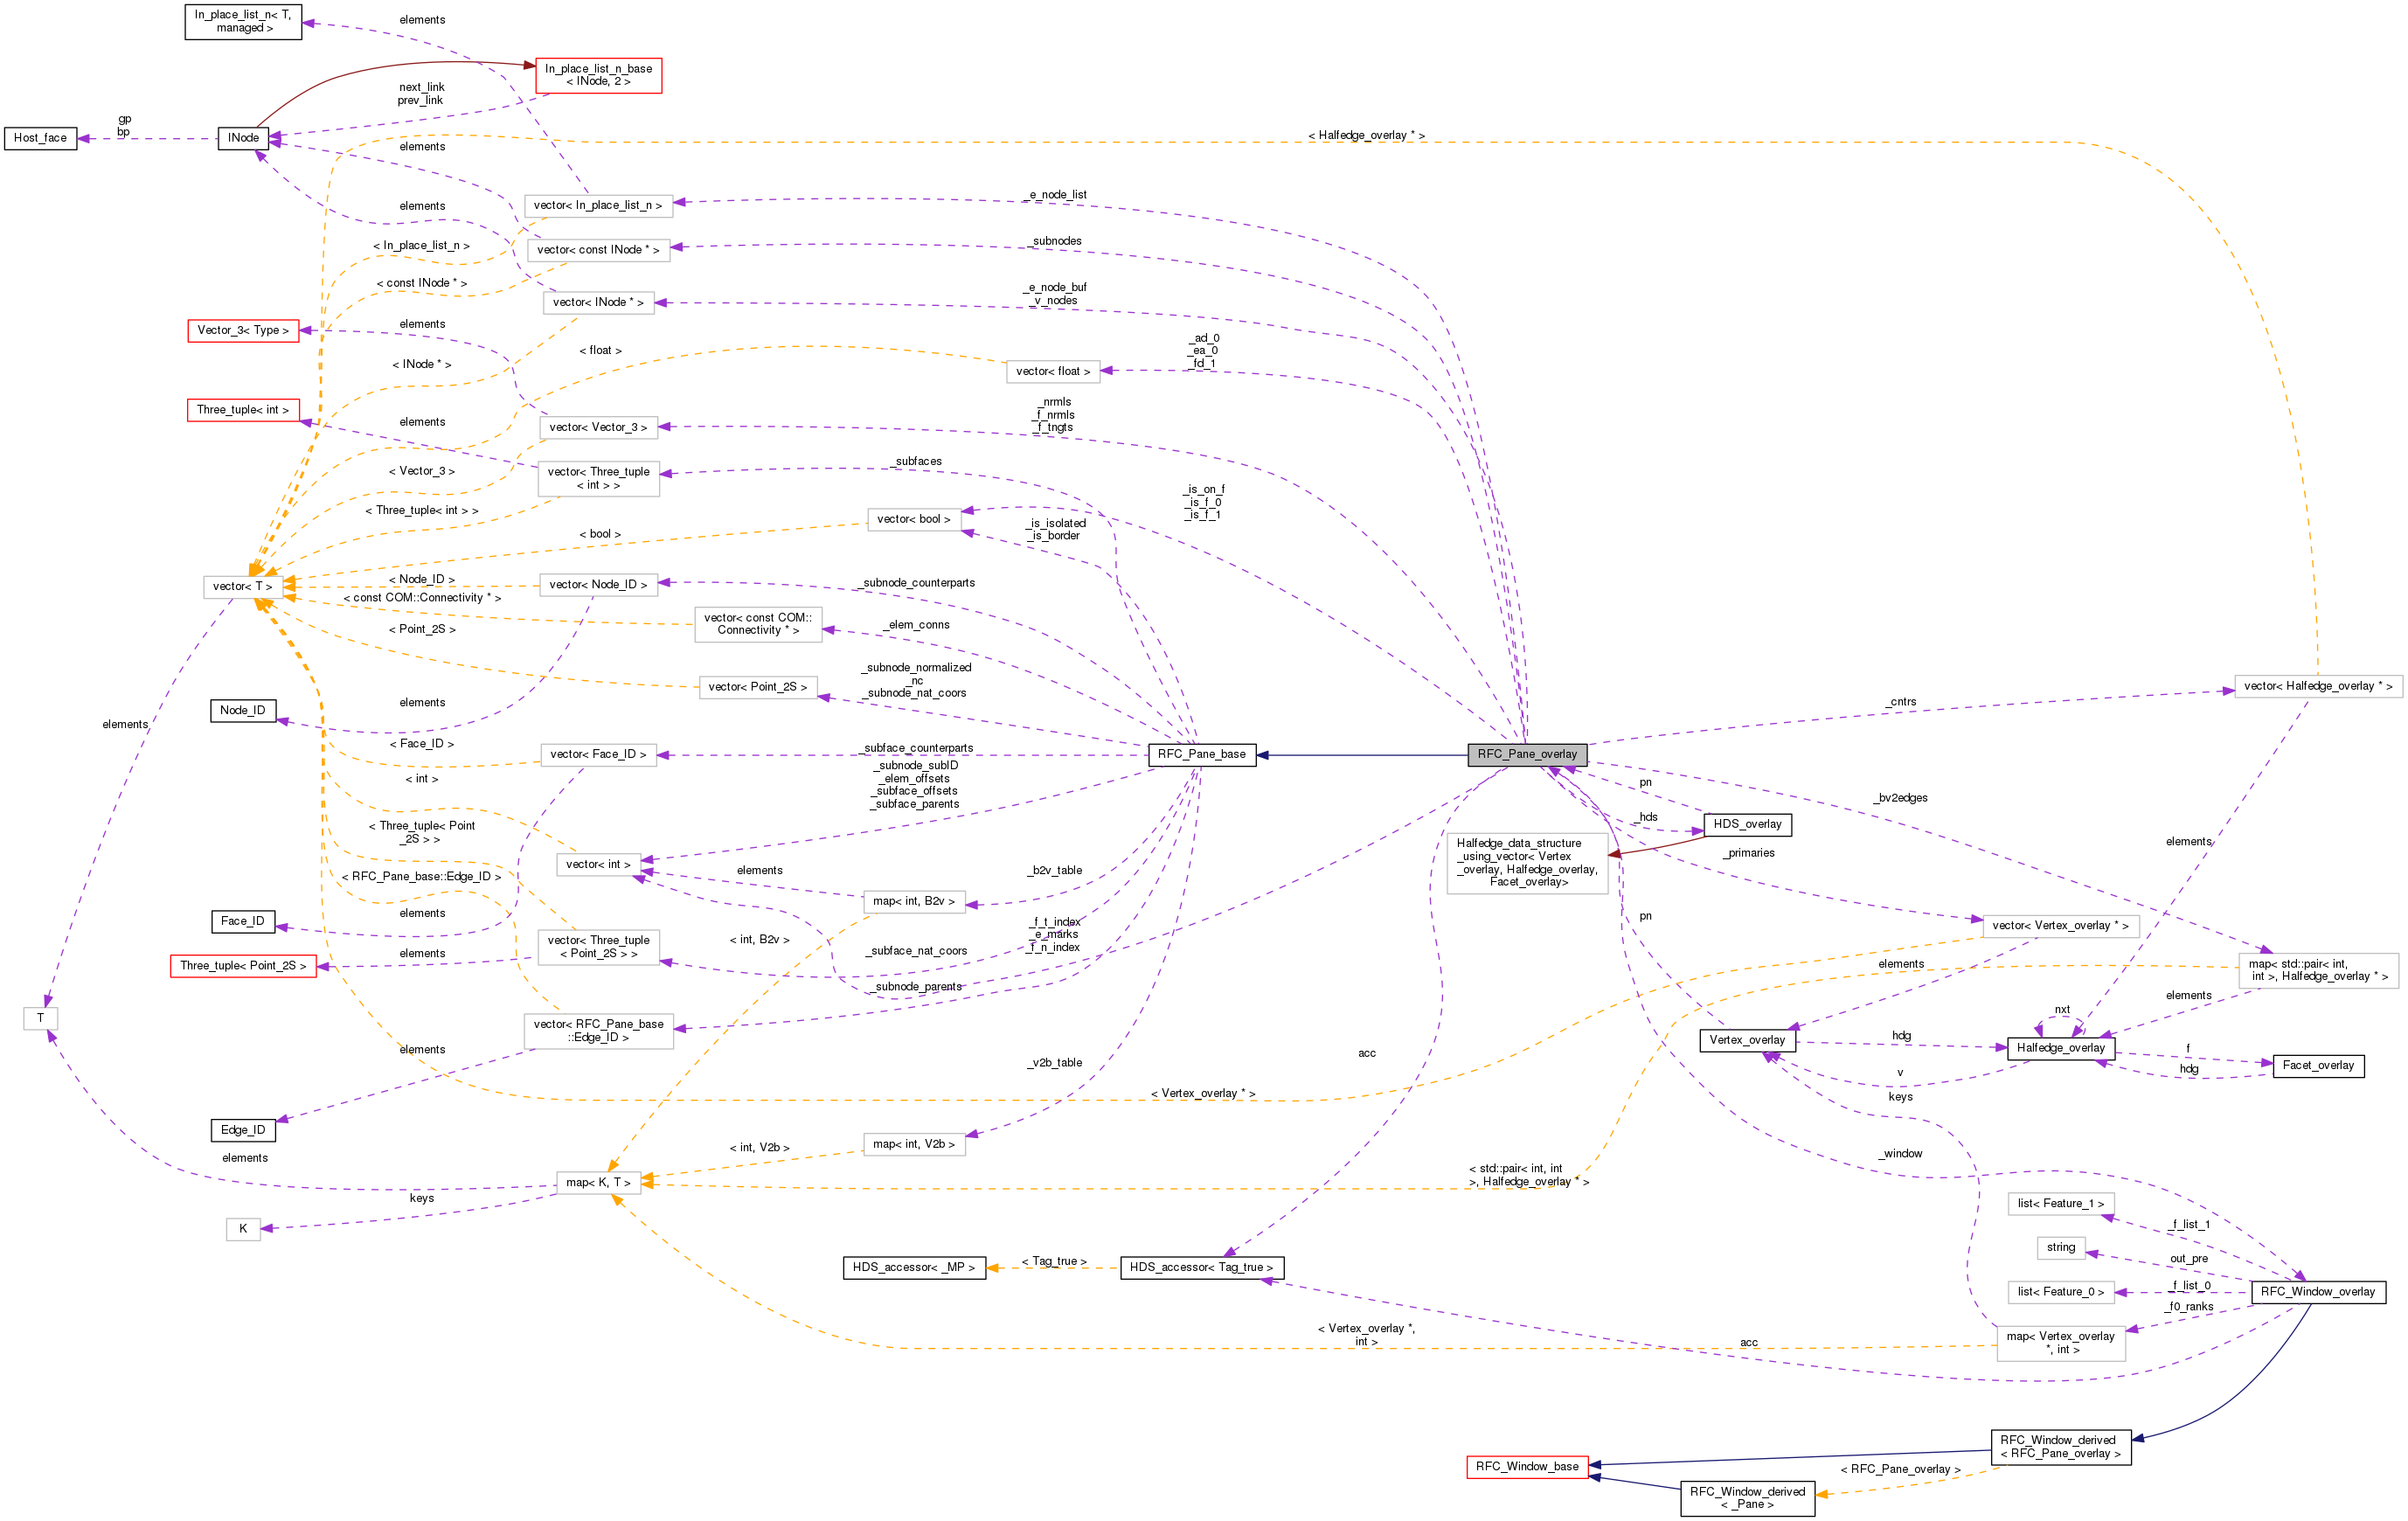 In_place_list_n< T,
managed >
elements
In_place_list_n_base
< INode, 2 >
next_link
prev_link
gp
bp
Host_face
INode
< Halfedge_overlay * >
elements
vector< In_place_list_n >
_e_node_list
elements
< In_place_list_n >
vector< const INode * >
_subnodes
< const INode * >
vector< INode * >
_e_node_buf
_v_nodes
Vector_3< Type >
elements
< float >
_ad_0
_ea_0
_fd_1
< INode * >
vector< float >
Three_tuple< int >
elements
vector< Vector_3 >
_nrmls
_f_nrmls
_f_tngts
< Vector_3 >
vector< Three_tuple
< int > >
_subfaces
< Three_tuple< int > >
vector< bool >
_is_on_f
_is_f_0
_is_f_1
_is_isolated
_is_border
< bool >
vector< T >
< Node_ID >
vector< Node_ID >
_subnode_counterparts
< const COM::Connectivity * >
vector< const COM::
Connectivity * >
_elem_conns
< Point_2S >
_subnode_normalized
_nc
_subnode_nat_coors
vector< Point_2S >
vector< Halfedge_overlay * >
_cntrs
Node_ID
elements
elements
< Face_ID >
vector< Face_ID >
_subface_counterparts
RFC_Pane_base
RFC_Pane_overlay
_subnode_subID
_elem_offsets
_subface_offsets
_subface_parents
< int >
pn
_hds
HDS_overlay
_bv2edges
< Three_tuple< Point
_2S > >
vector< int >
Halfedge_data_structure
_using_vector< Vertex
_overlay, Halfedge_overlay,
Facet_overlay>
_primaries
elements
< RFC_Pane_base::Edge_ID >
elements
_b2v_table
map< int, B2v >
Face_ID
elements
vector< Three_tuple
< Point_2S > >
< int, B2v >
_f_t_index
_e_marks
_f_n_index
_subface_nat_coors
pn
vector< Vertex_overlay * >
Three_tuple< Point_2S >
elements
_subnode_parents
elements
map< std::pair< int,
int >, Halfedge_overlay * >
elements
T
vector< RFC_Pane_base
::Edge_ID >
nxt
elements
_v2b_table
acc
Vertex_overlay
hdg
Halfedge_overlay
f
hdg
Facet_overlay
v
keys
< Vertex_overlay * >
Edge_ID
map< int, V2b >
< int, V2b >
elements
_window
map< K, T >
< std::pair< int, int
>, Halfedge_overlay * >
keys
K
list< Feature_1 >
_f_list_1
string
out_pre
HDS_accessor< _MP >
< Tag_true >
HDS_accessor< Tag_true >
list< Feature_0 >
_f_list_0
RFC_Window_overlay
_f0_ranks
< Vertex_overlay *,
int >
acc
map< Vertex_overlay
*, int >
RFC_Window_derived
< RFC_Pane_overlay >
RFC_Window_base
< RFC_Pane_overlay >
RFC_Window_derived
< _Pane >